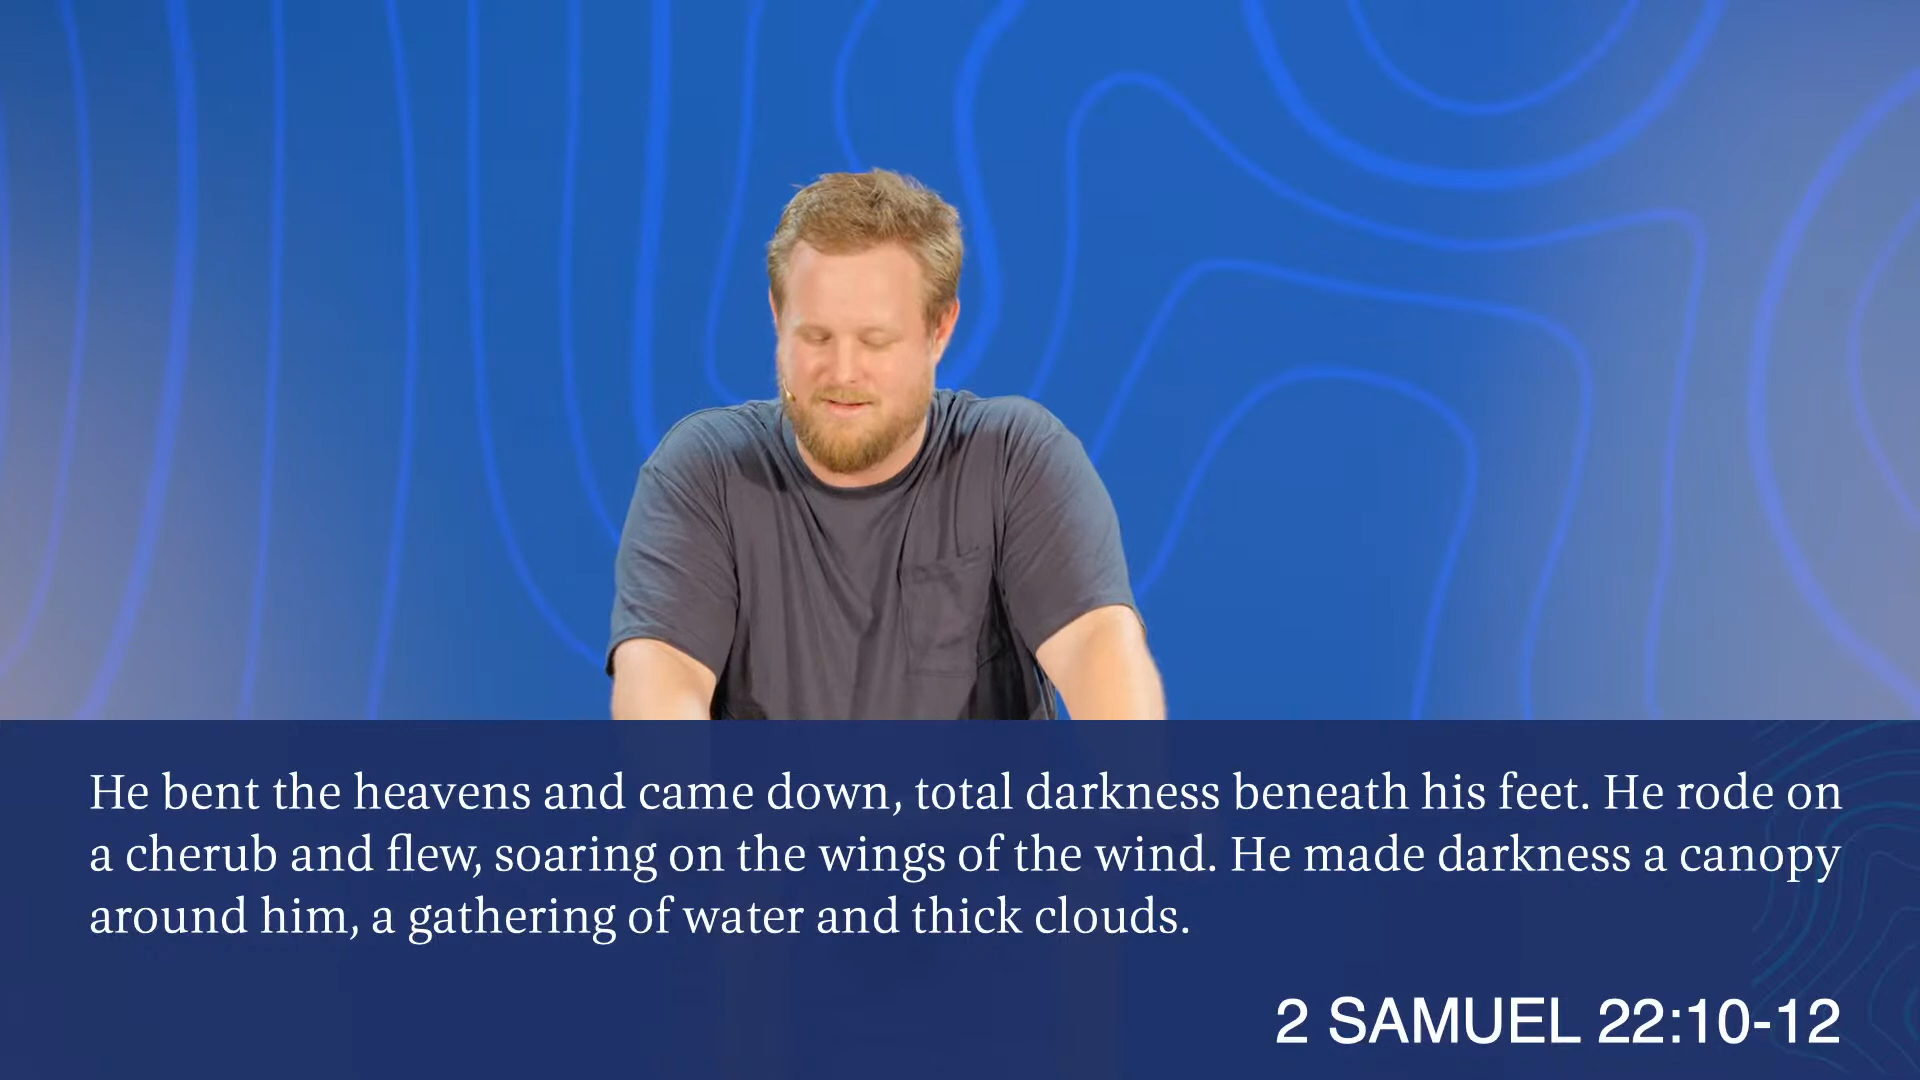 He bent the heavens and came down, total darkness beneath his feet. He rode on
a cherub and flew, soaring on the wings of the wind. He made darkness a canopy
around him, a gathering of water and thick clouds.
2 SAMUEL 22:10-12